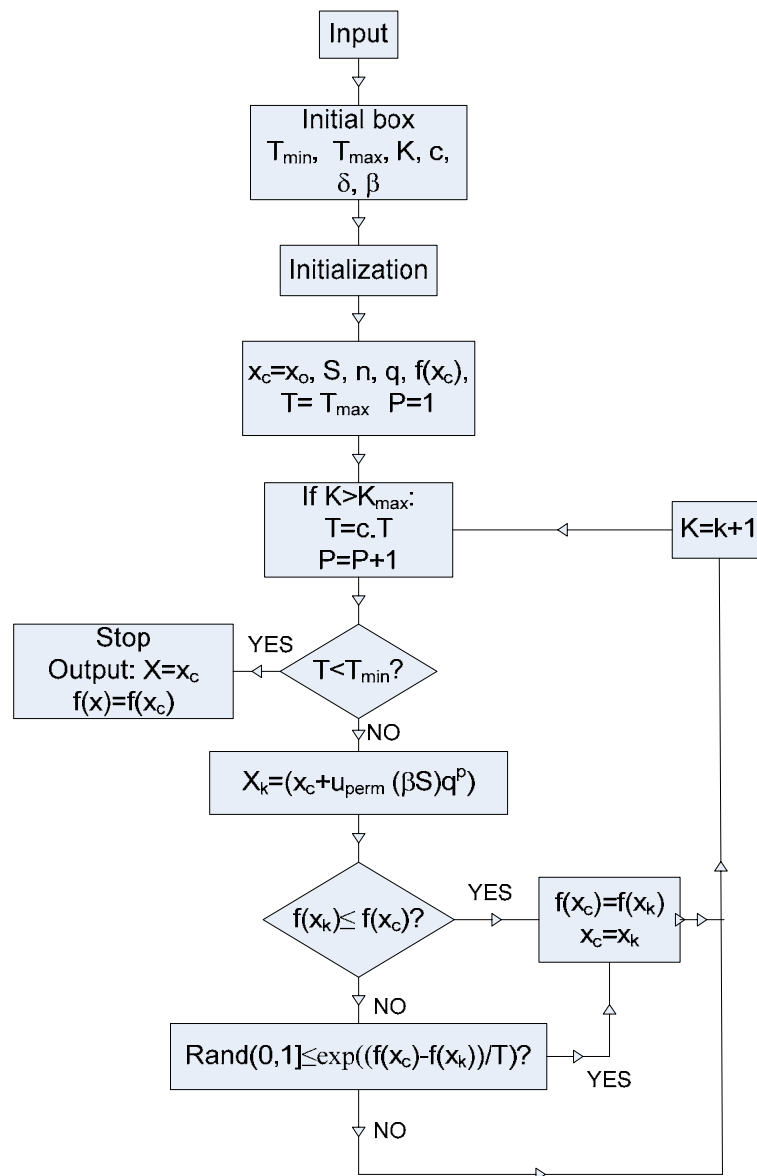 Input
Initial box
T_min, T_max, K, c,
δ, β
Initialization
x_c=x_o, S, n, q, f(x_c),
T= T_max P=1
If K>K_max:
T=c.T
P=P+1
K=k+1
Stop
Output: X=x_c
f(x)=f(x_c)
YES
T<T_min?
NO
X_k=(x_c+u_perm (βS)q^p)
f(x_k)≤ f(x_c)?
YES
f(x_c)=f(x_k)
x_c=x_k
NO
Rand(0,1]≤exp((f(x_c)-f(x_k))/T)?
YES
NO